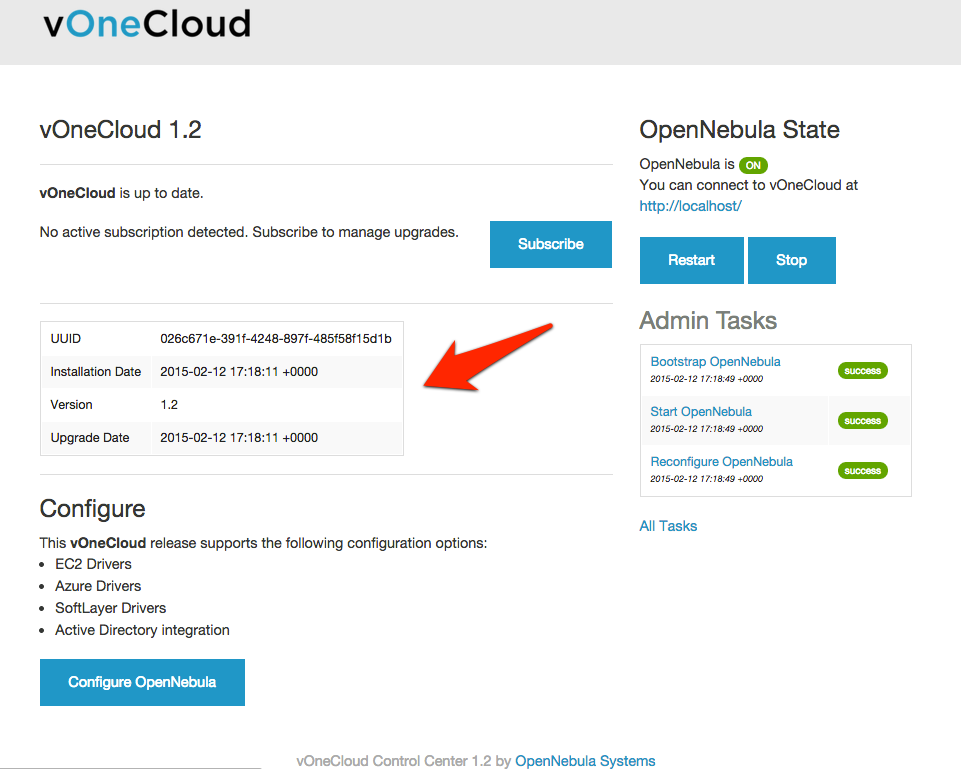 vOneCloud
vOneCloud 1.2
vOneCloud is up to date.
No active subscription detected. Subscribe to manage upgrades.
Subscribe
UUID 026c671e-391f-4248-897f-485f58f15d1b
Installation Date 2015-02-12 17:18:11 +0000
Version 1.2
Upgrade Date 2015-02-12 17:18:11 +0000
Configure
This vOneCloud release supports the following configuration options:
• EC2 Drivers
• Azure Drivers
• SoftLayer Drivers
• Active Directory integration
Configure OpenNebula
OpenNebula State
OpenNebula is ON
You can connect to vOneCloud at
http://localhost/
Restart Stop
Admin Tasks
Bootstrap OpenNebula success
2015-02-12 17:18:49 +0000
Start OpenNebula success
2015-02-12 17:18:49 +0000
Reconfigure OpenNebula success
2015-02-12 17:18:49 +0000
All Tasks
vOneCloud Control Center 1.2 by OpenNebula Systems